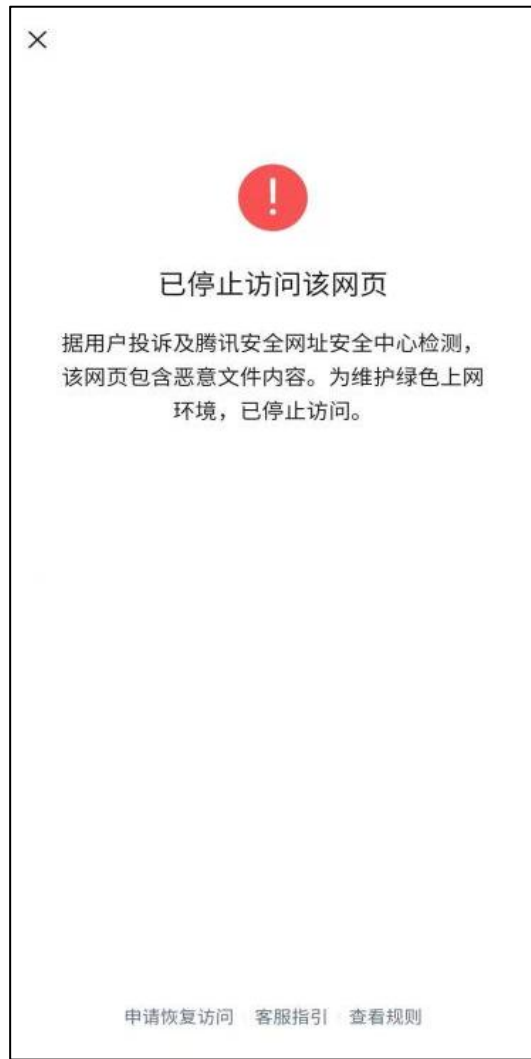 已停止访问该网页
据用户投诉及腾讯安全网址安全中心检测，
该网页包含恶意文件内容。为维护绿色上网
环境，已停止访问。
申请恢复访问 客服指引 查看规则